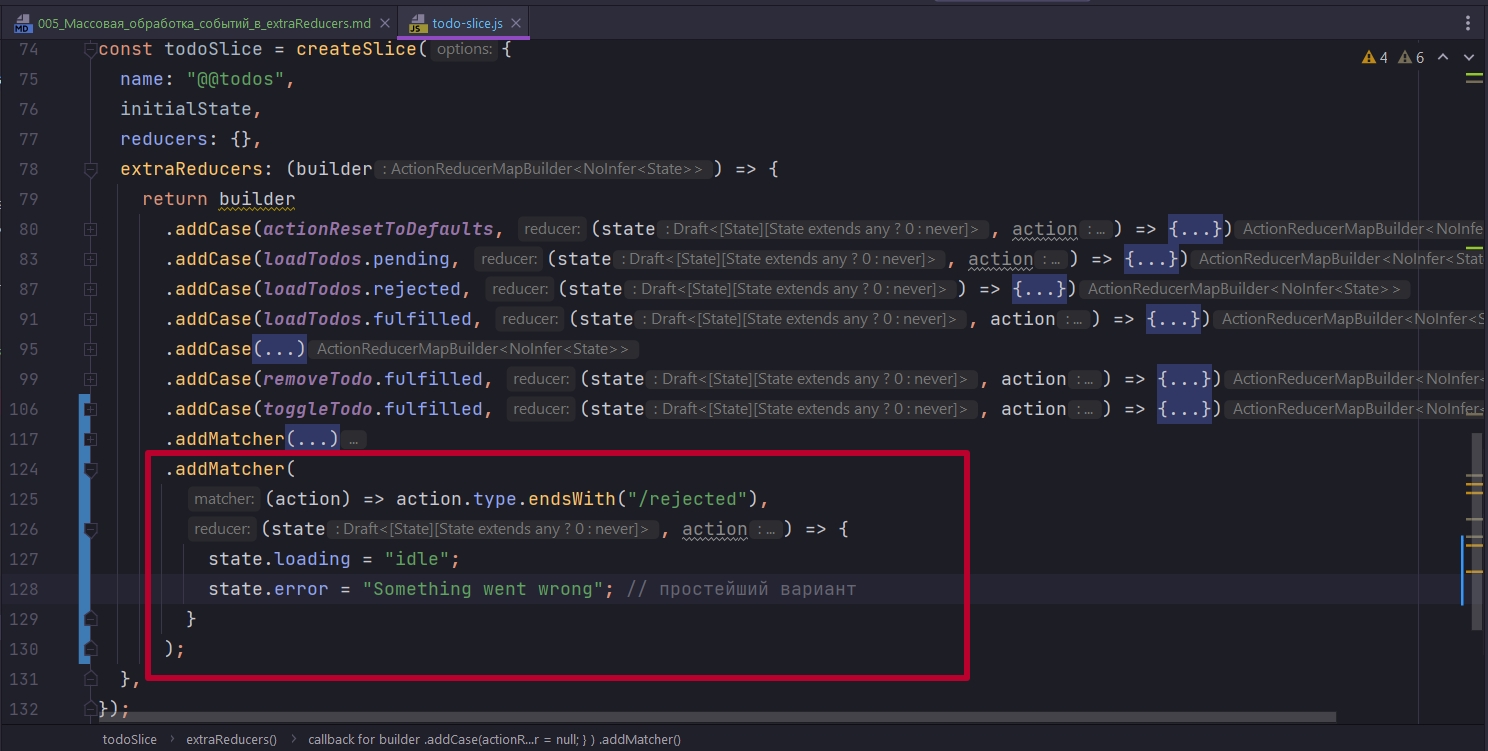 005_Массовая_обработка_событий_в_extraReducers.md todo-slice.js
74 const todoSlice = createSlice( options: {
4 6
75 name: "@@todos",
76 initialState,
77 reducers: {},
78 extraReducers: (builder : ActionReducerMapBuilder<NoInfer<State>> ) => {
79 return builder
80 .addCase(actionResetToDefaults, reducer: (state : Draft<[State][State extends any ? 0 : never]> , action : ... ) => {...}) ActionReducerMapBuilder<NoInfe
83 .addCase(loadTodos.pending, reducer: (state : Draft<[State][State extends any ? 0 : never]> , action : ... ) => {...}) ActionReducerMapBuilder<NoInfer<Stat
87 .addCase(loadTodos.rejected, reducer: (state : Draft<[State][State extends any ? 0 : never]> ) => {...}) ActionReducerMapBuilder<NoInfer<State>>
91 .addCase(loadTodos.fulfilled, reducer: (state : Draft<[State][State extends any ? 0 : never]> , action : ... ) => {...}) ActionReducerMapBuilder<NoInfer<S
95 .addCase(...) ActionReducerMapBuilder<NoInfer<State>>
99 .addCase(removeTodo.fulfilled, reducer: (state : Draft<[State][State extends any ? 0 : never]> , action : ... ) => {...}) ActionReducerMapBuilder<NoInfer<
106 .addCase(toggleTodo.fulfilled, reducer: (state : Draft<[State][State extends any ? 0 : never]> , action : ... ) => {...}) ActionReducerMapBuilder<NoInfer<
117 .addMatcher(...) ...
124 .addMatcher(
125 matcher: (action) => action.type.endsWith("/rejected"),
126 reducer: (state : Draft<[State][State extends any ? 0 : never]> , action : ... ) => {
127 state.loading = "idle";
128 state.error = "Something went wrong"; // простейший вариант
129 }
130 );
131 },
132 });
todoSlice › extraReducers() › callback for builder .addCase(actionR...r = null; } ) .addMatcher()